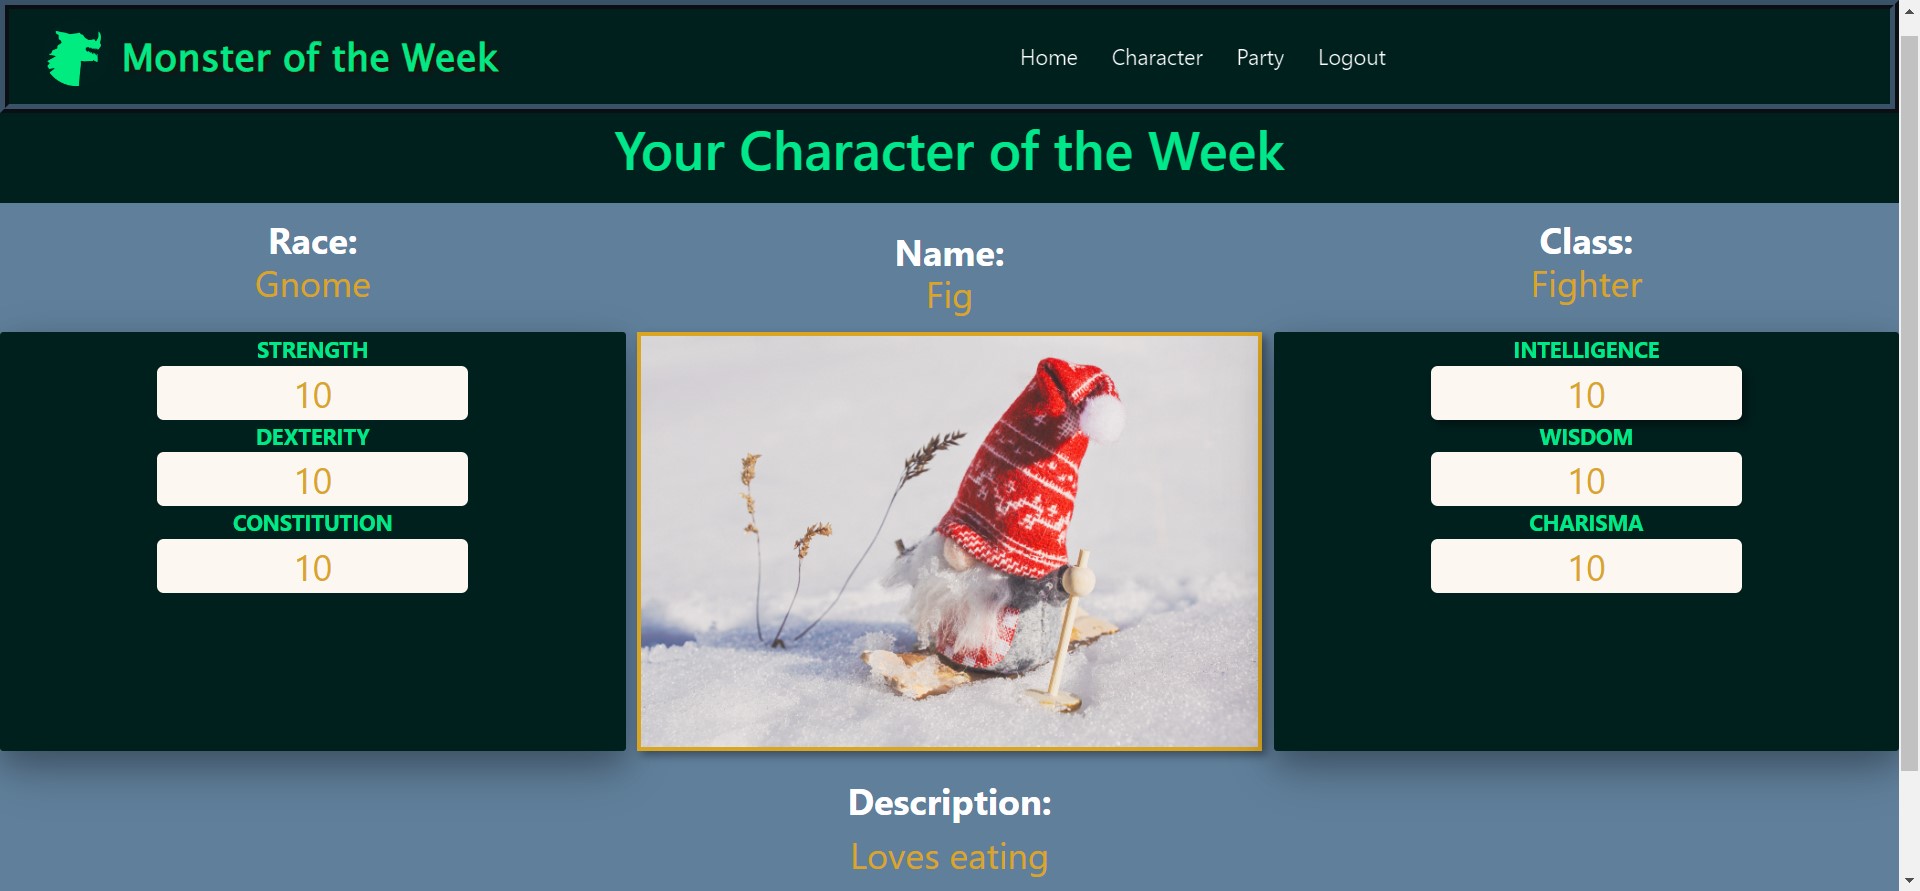 Monster of the Week
Home Character Party Logout
Your Character of the Week
Race:
Gnome
Name:
Fig
Class:
Fighter
STRENGTH
10
DEXTERITY
10
CONSTITUTION
10
INTELLIGENCE
10
WISDOM
10
CHARISMA
10
Description:
Loves eating